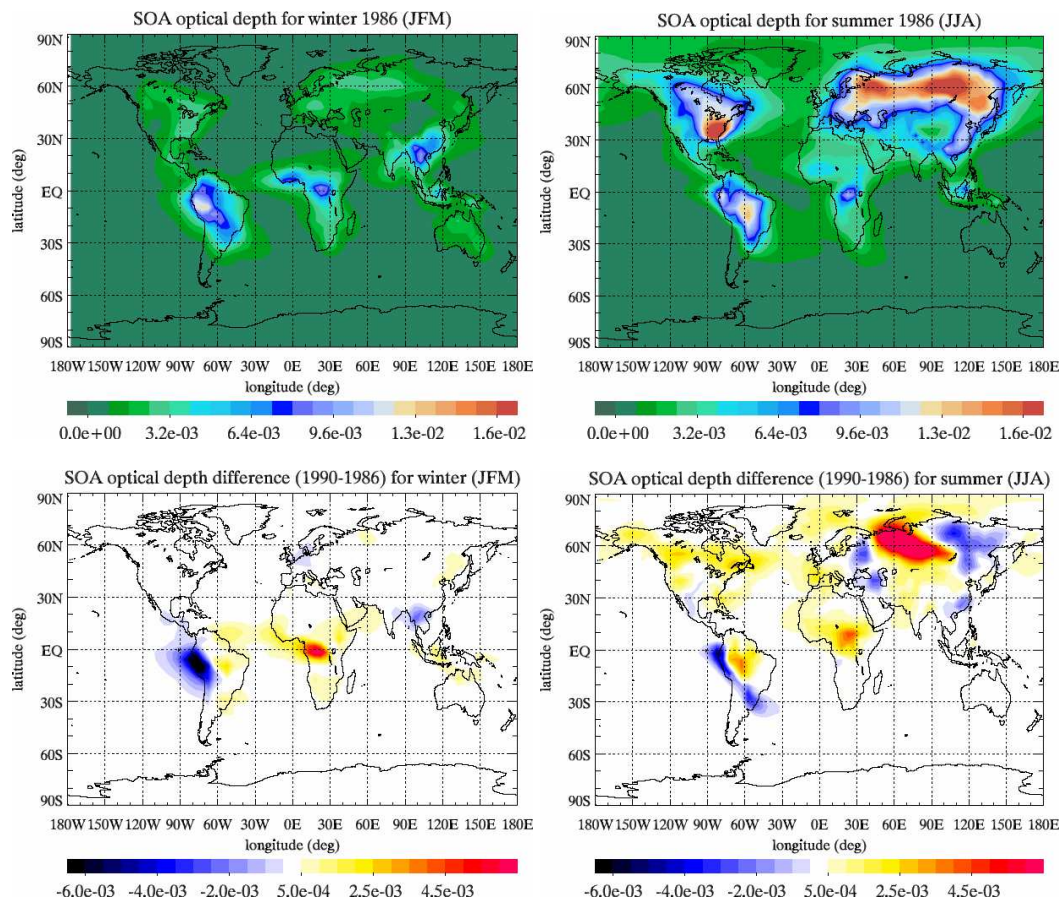 SOA optical depth for winter 1986 (JFM)
90N
60N
30N
EQ
30S
60S
90S
latitude (deg)
180W 150W 120W 90W 60W 30W 0E 30E 60E 90E 120E 150E 180E
longitude (deg)
0.0e+00 3.2e-03 6.4e-03 9.6e-03 1.3e-02 1.6e-02
SOA optical depth for summer 1986 (JJA)
90N
60N
30N
EQ
30S
60S
90S
latitude (deg)
180W 150W 120W 90W 60W 30W 0E 30E 60E 90E 120E 150E 180E
longitude (deg)
0.0e+00 3.2e-03 6.4e-03 9.6e-03 1.3e-02 1.6e-02
SOA optical depth difference (1990-1986) for winter (JFM)
90N
60N
30N
EQ
30S
60S
90S
latitude (deg)
180W 150W 120W 90W 60W 30W 0E 30E 60E 90E 120E 150E 180E
longitude (deg)
-6.0e-03 -4.0e-03 -2.0e-03 5.0e-04 2.5e-03 4.5e-03
SOA optical depth difference (1990-1986) for summer (JJA)
90N
60N
30N
EQ
30S
60S
90S
latitude (deg)
180W 150W 120W 90W 60W 30W 0E 30E 60E 90E 120E 150E 180E
longitude (deg)
-6.0e-03 -4.0e-03 -2.0e-03 5.0e-04 2.5e-03 4.5e-03